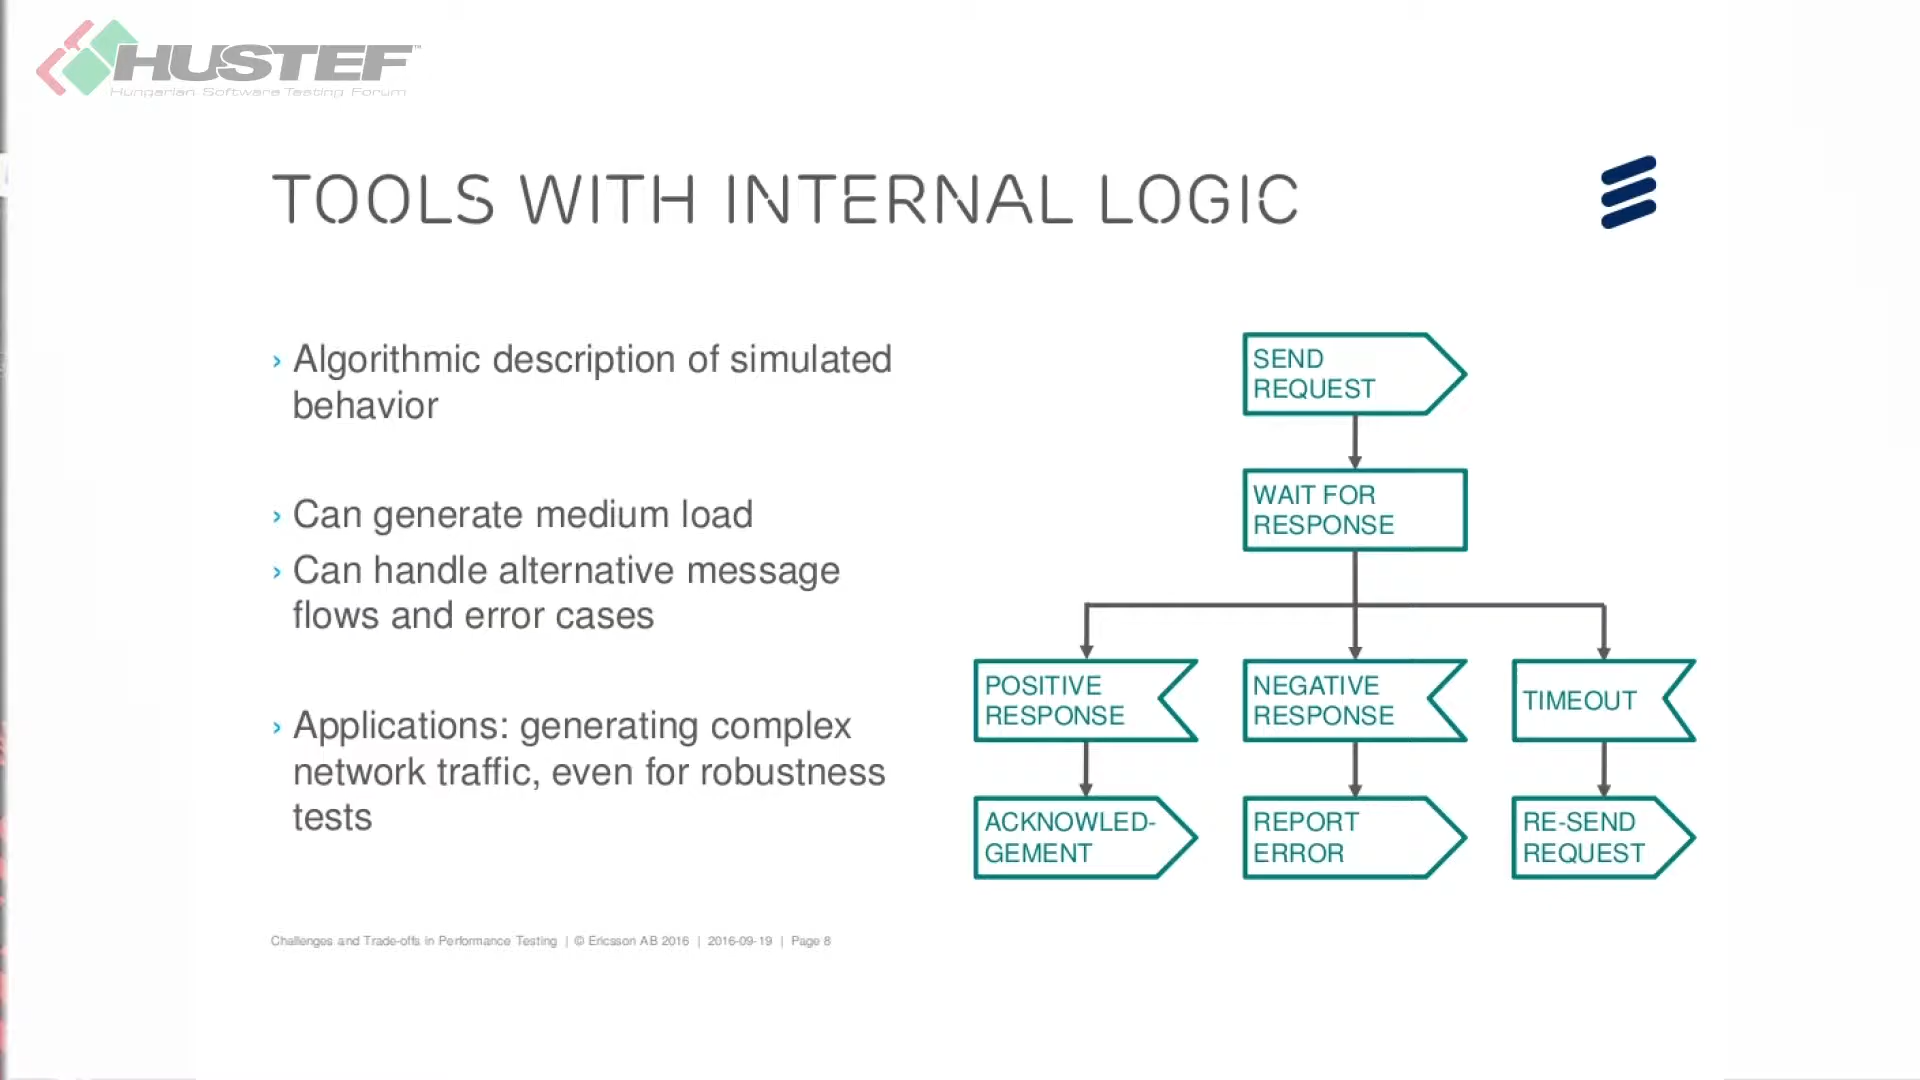 HUSTEF™
Hungarian Software Testing Forum
TOOLS WITH INTERNAL LOGIC
› Algorithmic description of simulated
behavior
› Can generate medium load
› Can handle alternative message
flows and error cases
› Applications: generating complex
network traffic, even for robustness
tests
SEND
REQUEST
WAIT FOR
RESPONSE
POSITIVE
RESPONSE
NEGATIVE
RESPONSE
TIMEOUT
ACKNOWLED-
GEMENT
REPORT
ERROR
RE-SEND
REQUEST
Challenges and Trade-offs in Performance Testing | © Ericsson AB 2016 | 2016-09-19 | Page 8